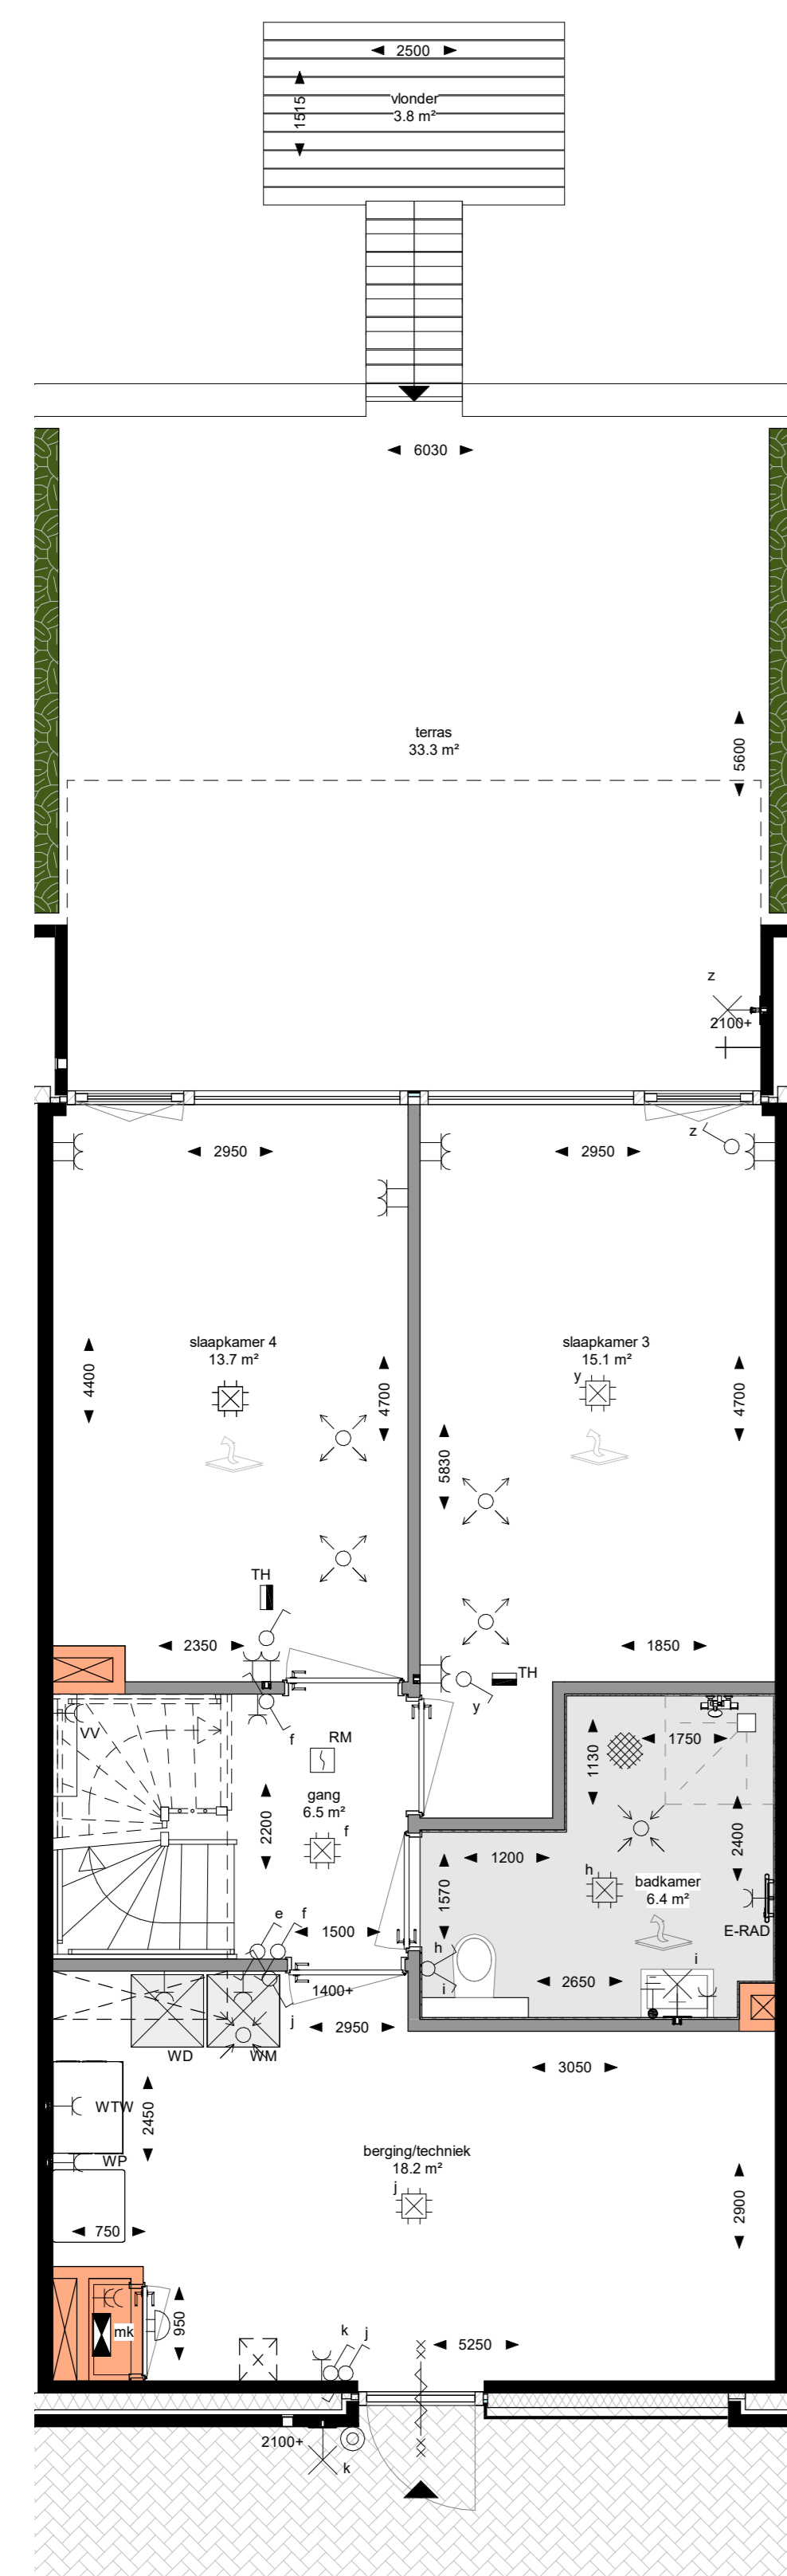 2500
1515
vlonder
3.8 m²
6030
terras
33.3 m²
5600
z
2100+
z
2950
2950
slaapkamer 4
13.7 m²
slaapkamer 3
15.1 m²
y
4400
4700
4700
5830
TH
2350
1850
TH
y
VV
f
RM
1750
1130
gang
6.5 m²
f
2200
2400
1200
1570
h
badkamer
6.4 m²
E-RAD
e
f
1500
h
i
i
2650
1400+
j
2950
WD
WM
3050
WTW
2450
WP
berging/techniek
18.2 m²
j
2900
750
950
mk
k
j
5250
2100+
k